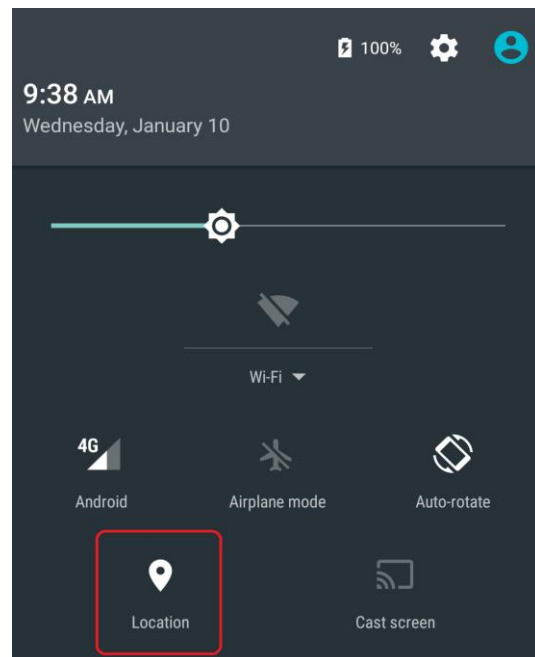 100%
9:38 AM
Wednesday, January 10
Wi-Fi
4G
Android
Airplane mode
Auto-rotate
Location
Cast screen